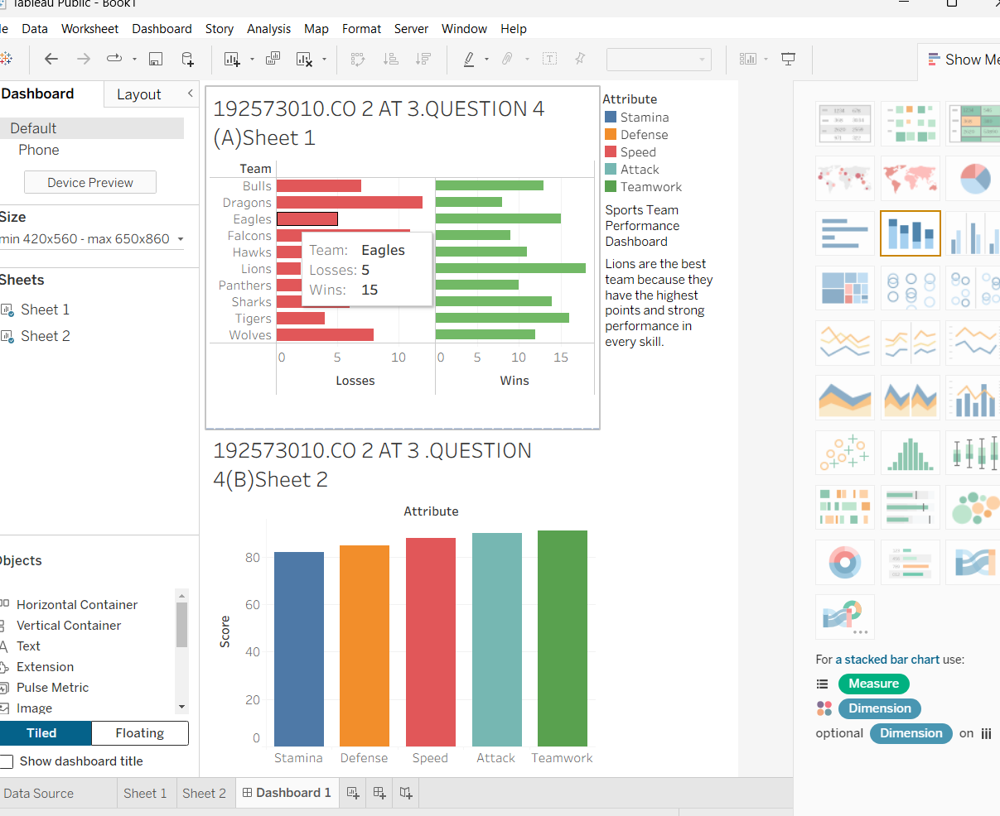 Tableau Public - Book1
Data Worksheet Dashboard Story Analysis Map Format Server Window Help
Show Me
Dashboard Layout
Default
Phone
Device Preview
Size
min 420x560 - max 650x860
Sheets
Sheet 1
Sheet 2
Objects
Horizontal Container
Vertical Container
Text
Extension
Pulse Metric
Image
Tiled Floating
Show dashboard title
192573010.CO 2 AT 3.QUESTION 4
(A)Sheet 1
Team
Bulls
Dragons
Eagles
Falcons
Hawks
Lions
Panthers
Sharks
Tigers
Wolves
Team: Eagles
Losses: 5
Wins: 15
0 5 10 0 5 10 15
Losses Wins
Attribute
Stamina
Defense
Speed
Attack
Teamwork
Sports Team
Performance
Dashboard
Lions are the best
team because they
have the highest
points and strong
performance in
every skill.
192573010.CO 2 AT 3 .QUESTION
4(B)Sheet 2
Attribute
Score
80
60
40
20
0
Stamina Defense Speed Attack Teamwork
For a stacked bar chart use:
Measure
Dimension
optional Dimension on
Data Source Sheet 1 Sheet 2 Dashboard 1